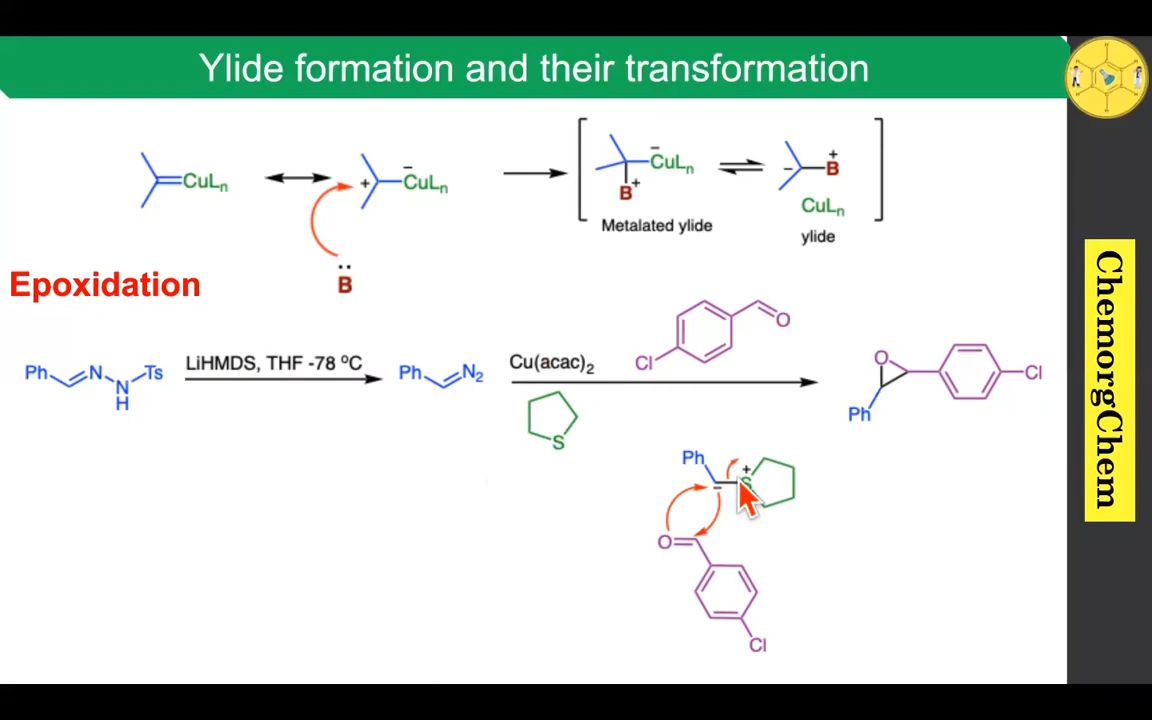 Ylide formation and their transformation
CuLn
+ − CuLn
B
− CuLn
B+
Metalated ylide
− + B
CuLn
ylide
Epoxidation
Ph N N H Ts
LiHMDS, THF -78 ºC
Ph N2
Cu(acac)2
S
Cl O
O Ph Cl
Ph − + S
O
Cl
ChemorgChem